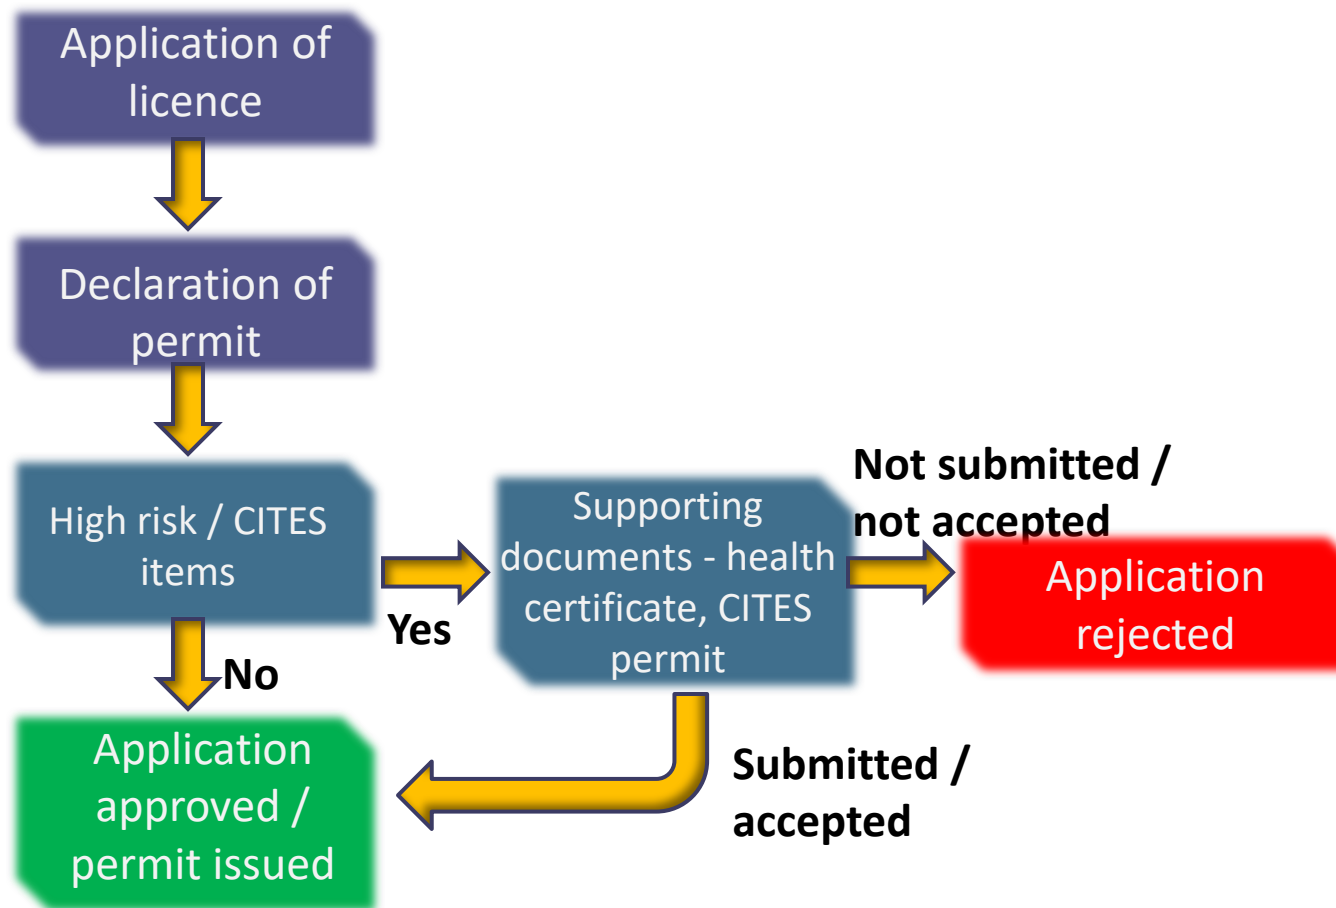 Application of
licence
Declaration of
permit
High risk / CITES
items
Yes
No
Supporting
documents - health
certificate, CITES
permit
Not submitted /
not accepted
Application
rejected
Submitted /
accepted
Application
approved /
permit issued